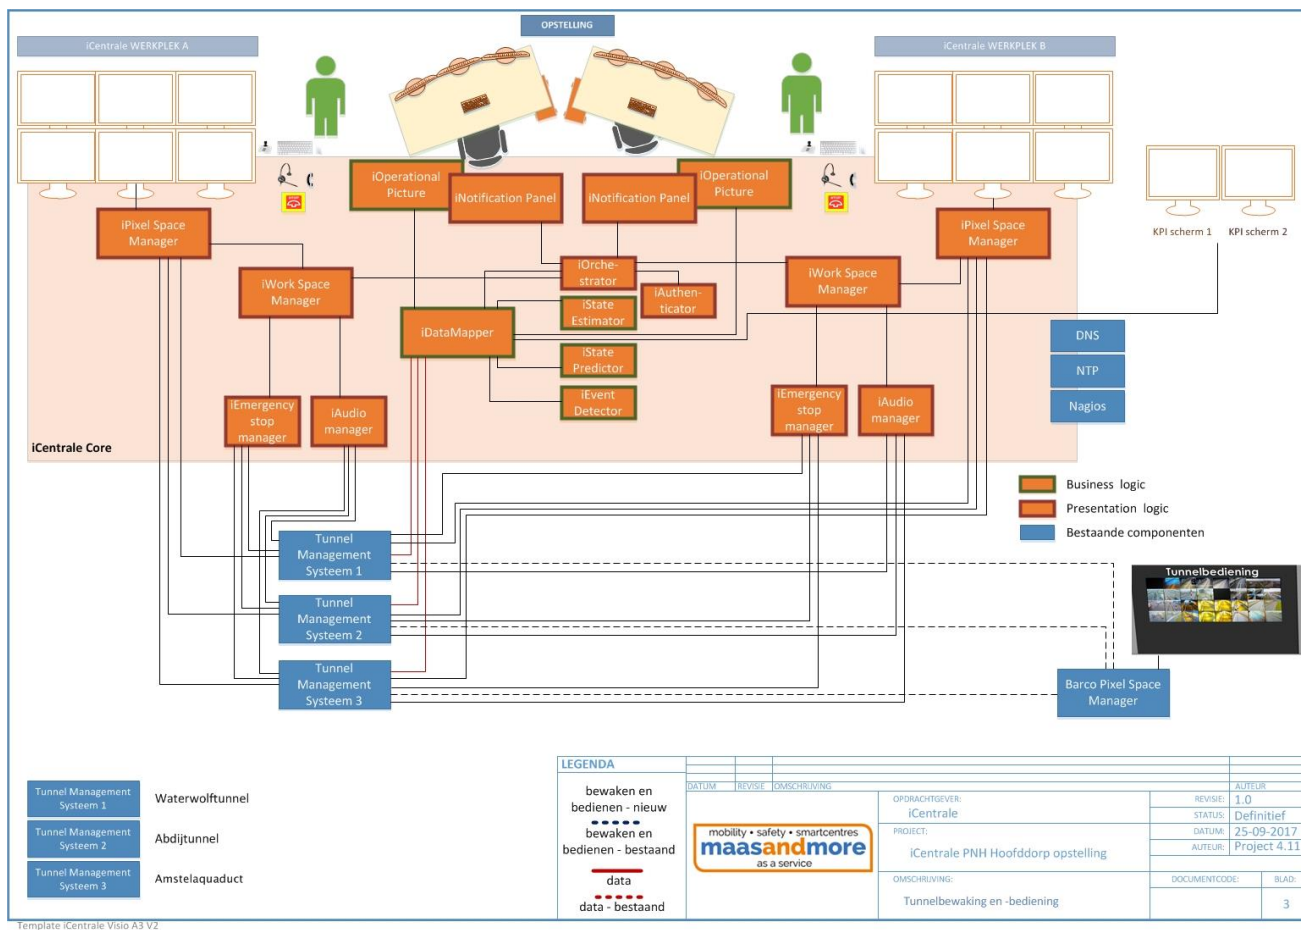 OPSTELLING
iCentrale WERKPLEK A
iCentrale WERKPLEK B
iOperational
Picture
iNotification Panel
iNotification Panel
iOperational
Picture
iPixel Space
Manager
iPixel Space
Manager
KPI scherm 1
KPI scherm 2
iWork Space
Manager
iOrche-
strator
iAuthen-
ticator
iWork Space
Manager
iState
Estimator
iDataMapper
iState
Predictor
iEvent
Detector
DNS
NTP
Nagios
iEmergency
stop
manager
iAudio
manager
iEmergency
stop
manager
iAudio
manager
iCentrale Core
Business logic
Presentation logic
Bestaande componenten
Tunnel
Management
Systeem 1
Tunnel
Management
Systeem 2
Tunnel
Management
Systeem 3
Tunnelbediening
Barco Pixel Space
Manager
Tunnel Management
Systeem 1
Waterwolftunnel
Tunnel Management
Systeem 2
Abdijtunnel
Tunnel Management
Systeem 3
Amstelaquaduct
LEGENDA
bewaken en
bedienen - nieuw
bewaken en
bedienen - bestaand
data
data - bestaand
DATUM REVISIE OMSCHRIJVING AUTEUR
mobility • safety • smartcentres
maasandmore
as a service
OPDRACHTGEVER:
iCentrale
PROJECT:
iCentrale PNH Hoofddorp opstelling
OMSCHRIJVING:
Tunnelbewaking en -bediening
REVISIE: 1.0
STATUS: Definitief
DATUM: 25-09-2017
AUTEUR: Project 4.11
DOCUMENTCODE: BLAD:
3
Template iCentrale Visio A3 V2